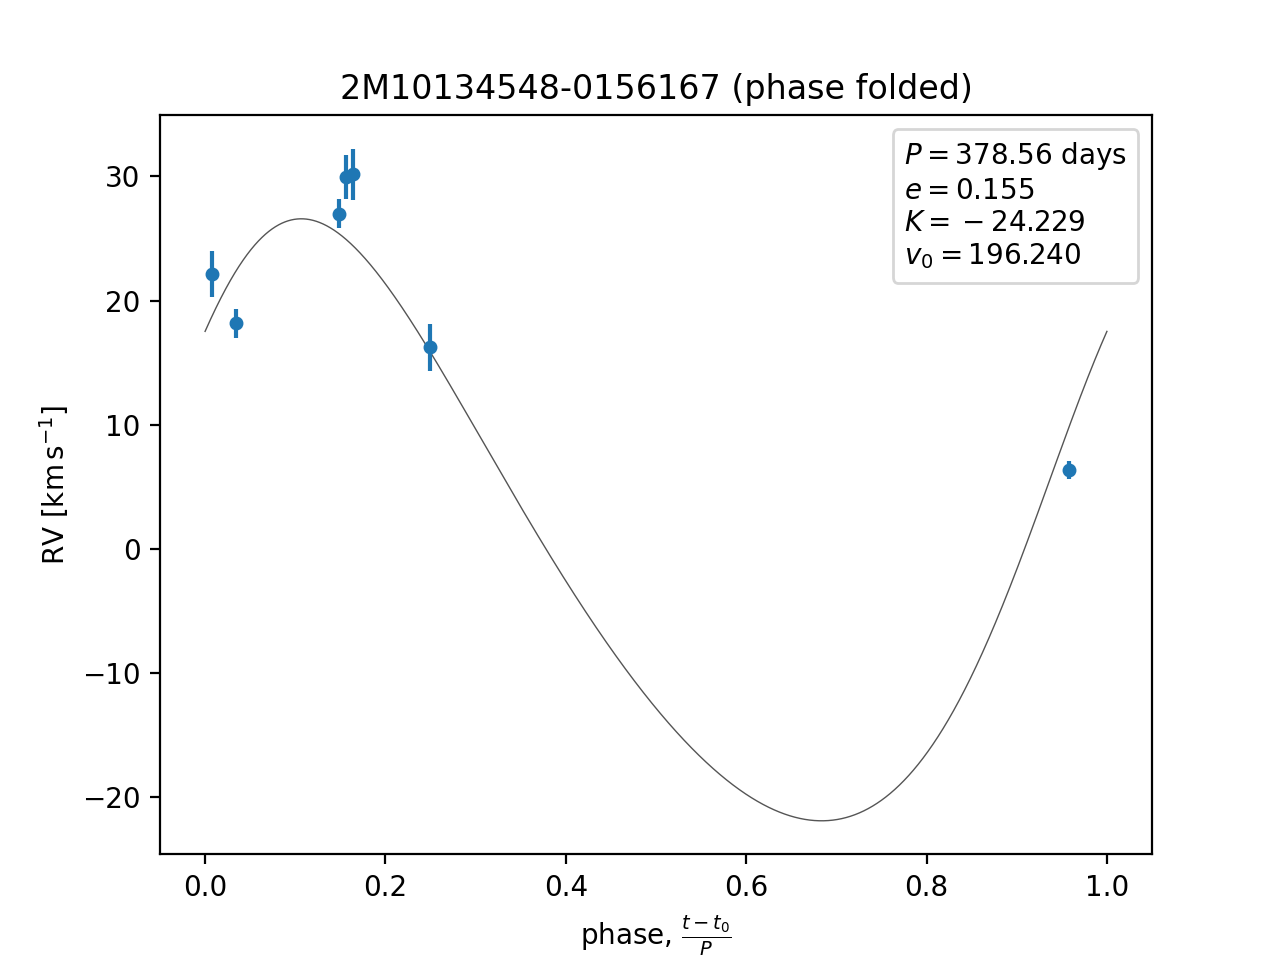 2M10134548-0156167 (phase folded)
P = 378.56 days
e = 0.155
K = −24.229
v₀ = 196.240
30
20
10
0
−10
−20
RV [km s⁻¹]
0.0 0.2 0.4 0.6 0.8 1.0
phase, (t − t₀)/P